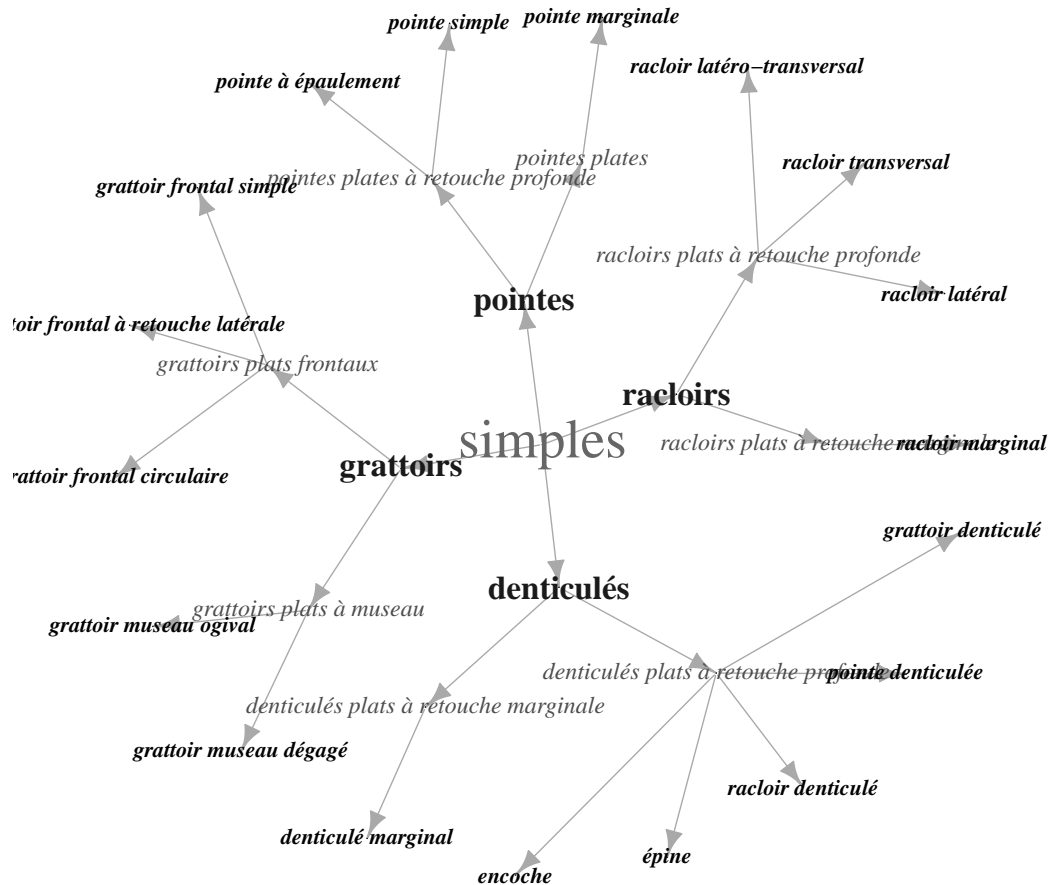 pointe simple
pointe marginale
racloir latéro–transversal
pointe à épaulement
pointes plates
racloir transversal
pointes plates à retouche profonde
grattoir frontal simple
racloirs plats à retouche profonde
racloir latéral
pointes
toir frontal à retouche latérale
grattoirs plats frontaux
racloirs
simples
racloirs plats à retouche marginale
racloir marginal
grattoirs
rattoir frontal circulaire
grattoir denticulé
denticulés
grattoirs plats à museau
grattoir museau ogival
denticulés plats à retouche profonde
pointe denticulée
denticulés plats à retouche marginale
grattoir museau dégagé
racloir denticulé
denticulé marginal
épine
encoche